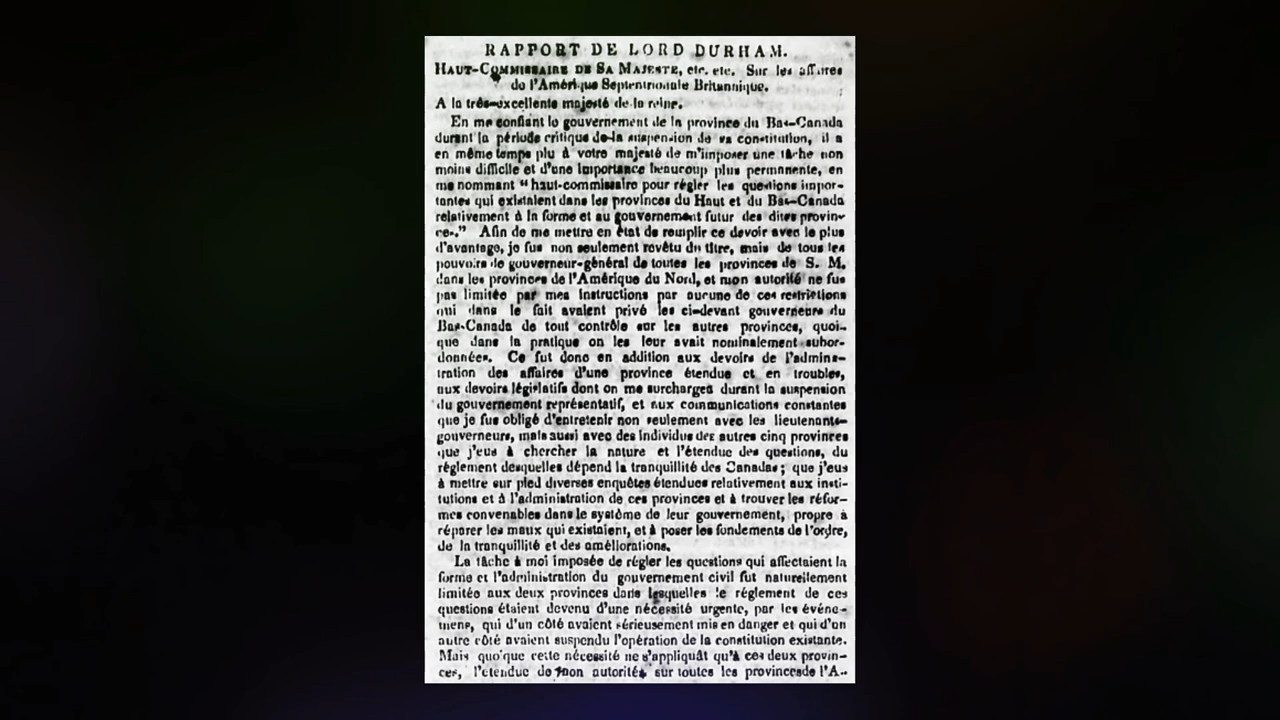 RAPPORT DE LORD DURHAM.
HAUT-COMMISSAIRE DE SA MAJESTE, etc. etc. Sur les affaires
de l'Amérique Septentrionale Britannique.
A la très-excellente majesté de la reine.
En me confiant le gouvernement de la province du Bas-Canada
durant la période critique de la suspension de sa constitution, il a
en même temps plu à votre majesté de m'imposer une tâche non
moins difficile et d'une importance beaucoup plus permanente, en
me nommant "haut-commissaire pour régler les questions impor-
tantes qui existaient dans les provinces du Haut et du Bas-Canada
relativement à la forme et au gouvernement futur des dites provin-
ces." Afin de me mettre en état de remplir ce devoir avec le plus
d'avantage, je fus non seulement revêtu du titre, mais de tous les
pouvoirs de gouverneur-général de toutes les provinces de S. M.
dans les provinces de l'Amérique du Nord, et mon autorité ne fus
pas limitée par mes instructions par aucune de ces restrictions
qui dans le fait avaient privé les ci-devant gouverneurs du
Bas-Canada de tout contrôle sur les autres provinces, quoi-
que dans la pratique on les leur avait nominalement subor-
données. Ce fut donc en addition aux devoirs de l'adminis-
tration des affaires d'une province étendue et en troubles,
aux devoirs législatifs dont on me surchargea durant la suspension
du gouvernement représentatif, et aux communications constantes
que je fus obligé d'entretenir non seulement avec les lieutenants-
gouverneurs, mais aussi avec des individus des autres cinq provinces
que j'eus à chercher la nature et l'étendue des questions, du
règlement desquelles dépend la tranquillité des Canadas; que j'eus
à mettre sur pied diverses enquêtes étendues relativement aux insti-
tutions et à l'administration de ces provinces et à trouver les réfor-
mes convenables dans le système de leur gouvernement, propre à
réparer les maux qui existaient, et à poser les fondements de l'ordre,
de la tranquillité et des améliorations.
La tâche à moi imposée de régler les questions qui affectaient la
forme et l'administration du gouvernement civil fut naturellement
limitée aux deux provinces dans lesquelles le règlement de ces
questions étaient devenu d'une nécessité urgente, par les événe-
mens, qui d'un côté avaient sérieusement mis en danger et qui d'un
autre côté avaient suspendu l'opération de la constitution existante.
Mais quoique cette nécessité ne s'appliquât qu'à ces deux provin-
ces, l'étendue de mon autorité, sur toutes les provinces de l'A-